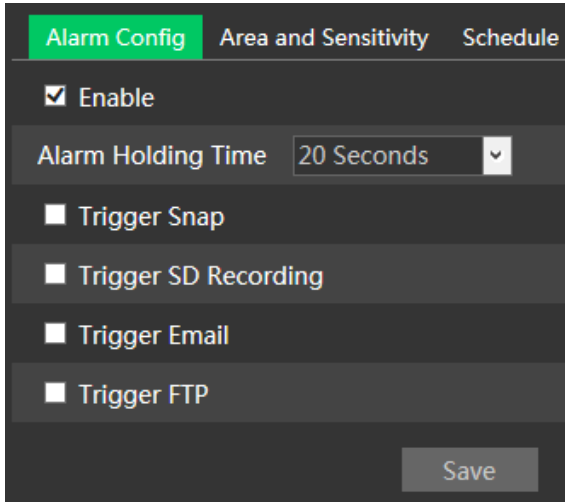 Alarm Config Area and Sensitivity Schedule
Enable
Alarm Holding Time 20 Seconds
Trigger Snap
Trigger SD Recording
Trigger Email
Trigger FTP
Save